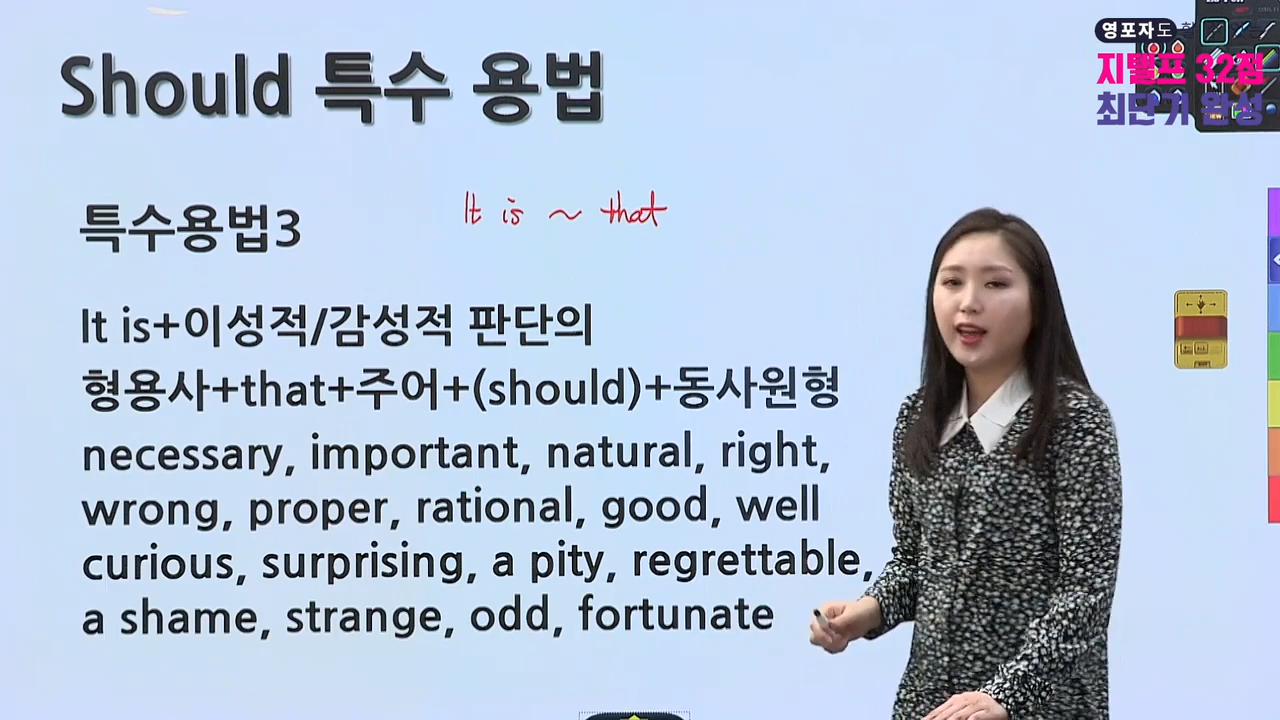 Should 특수 용법
영포자도
지텔프 32점
최단기 완성
특수용법3
It is ~ that
It is+이성적/감성적 판단의
형용사+that+주어+(should)+동사원형
necessary, important, natural, right,
wrong, proper, rational, good, well
curious, surprising, a pity, regrettable,
a shame, strange, odd, fortunate